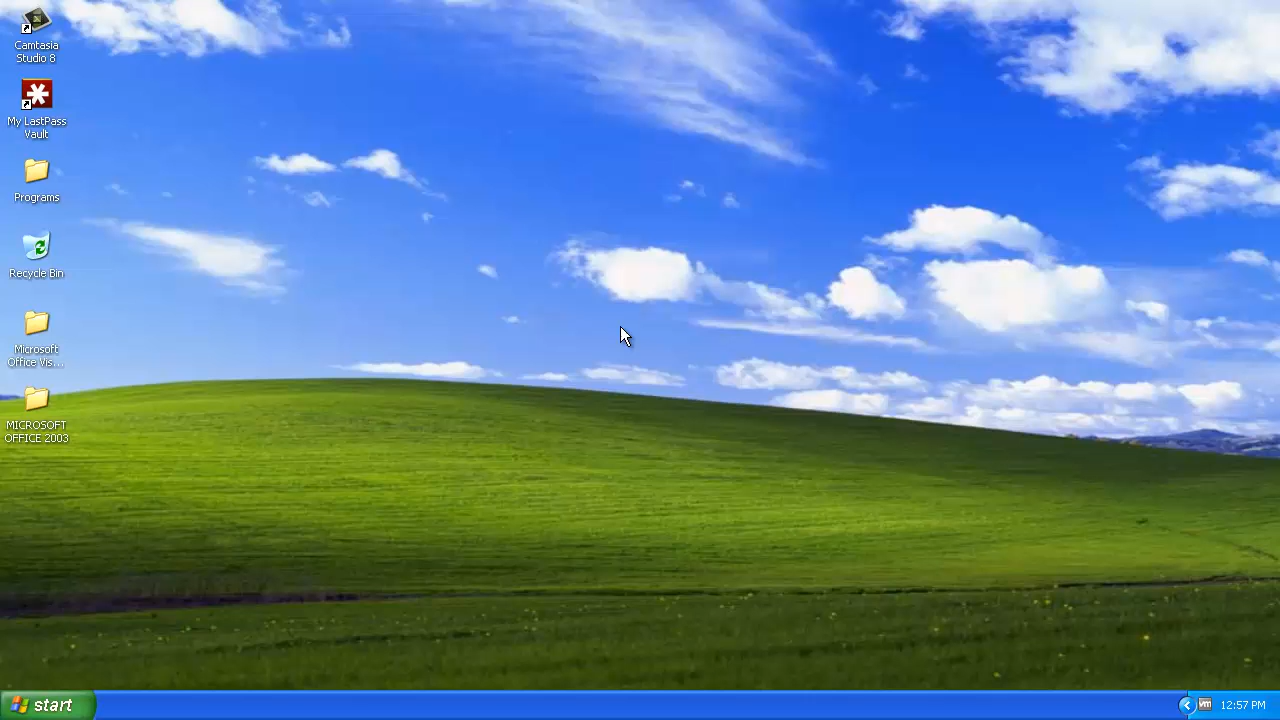 Camtasia
Studio 8
My LastPass
Vault
Programs
Recycle Bin
Microsoft
Office Vis...
MICROSOFT
OFFICE 2003
start
vm
12:57 PM